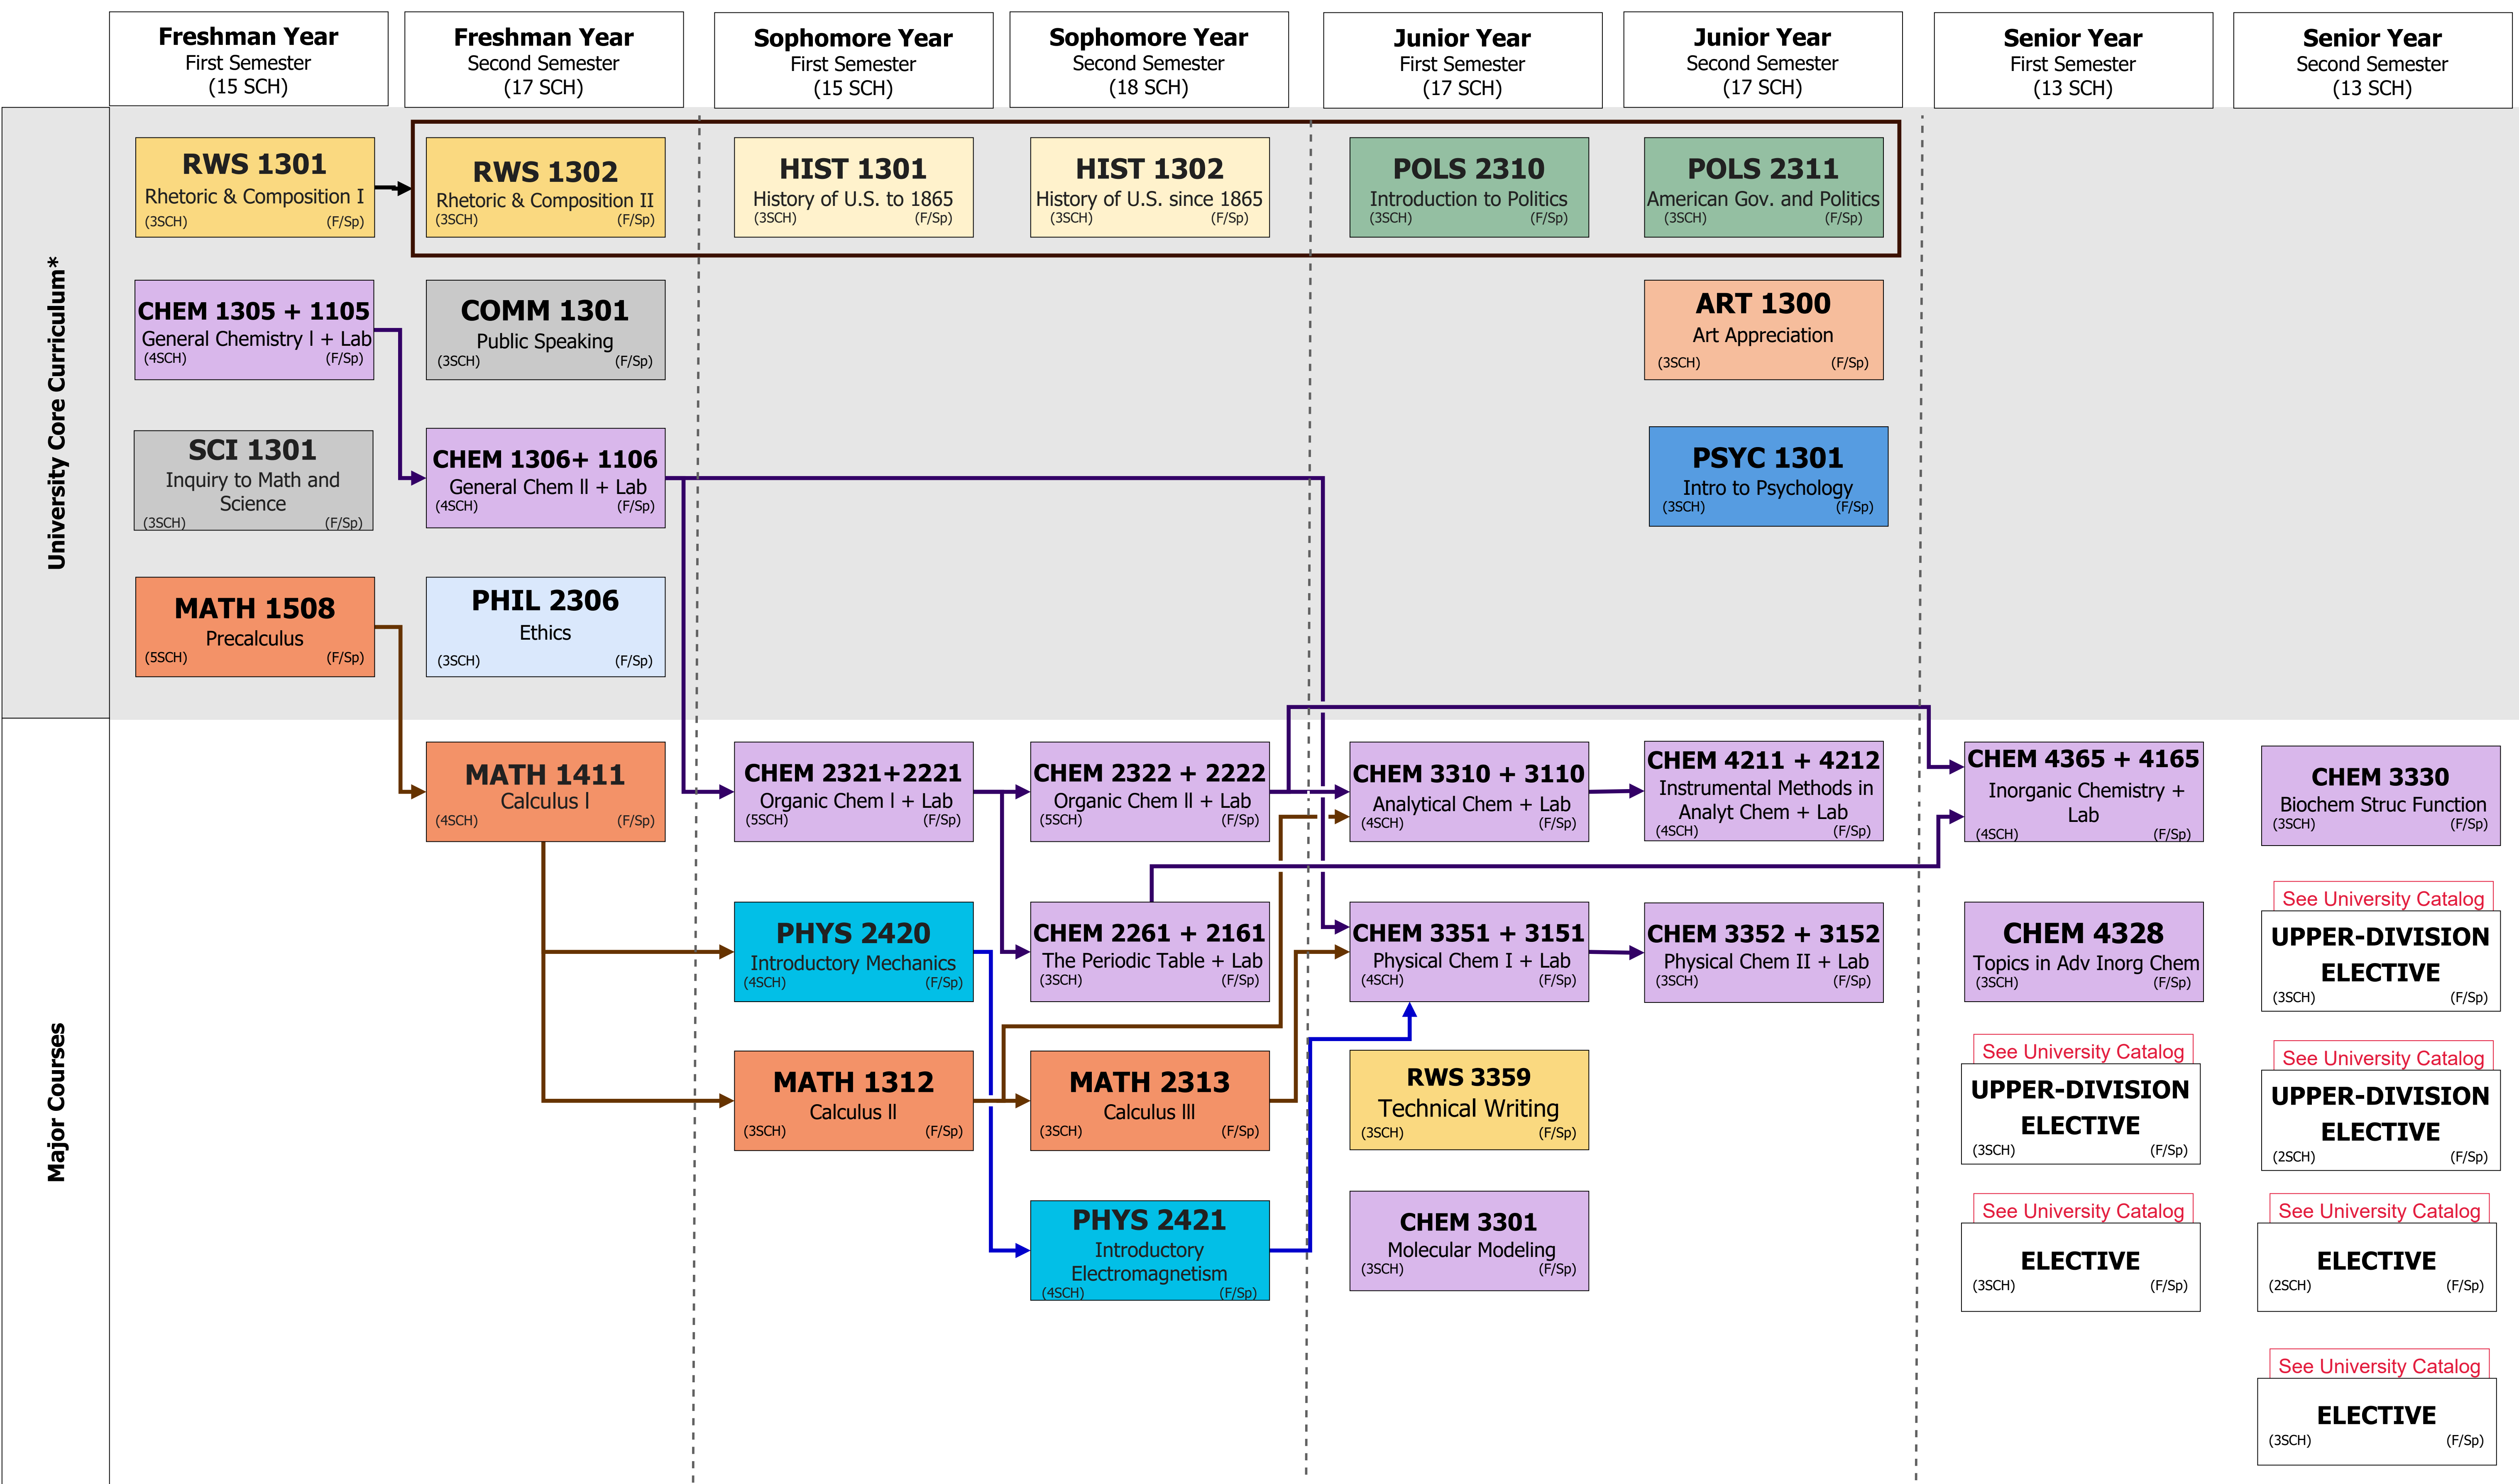 Freshman Year
First Semester
(15 SCH)
Freshman Year
Second Semester
(17 SCH)
Sophomore Year
First Semester
(15 SCH)
Sophomore Year
Second Semester
(18 SCH)
Junior Year
First Semester
(17 SCH)
Junior Year
Second Semester
(17 SCH)
Senior Year
First Semester
(13 SCH)
Senior Year
Second Semester
(13 SCH)
University Core Curriculum*
RWS 1301
Rhetoric & Composition I
(3SCH) (F/Sp)
RWS 1302
Rhetoric & Composition II
(3SCH) (F/Sp)
HIST 1301
History of U.S. to 1865
(3SCH) (F/Sp)
HIST 1302
History of U.S. since 1865
(3SCH) (F/Sp)
POLS 2310
Introduction to Politics
(3SCH) (F/Sp)
POLS 2311
American Gov. and Politics
(3SCH) (F/Sp)
CHEM 1305 + 1105
General Chemistry l + Lab
(4SCH) (F/Sp)
COMM 1301
Public Speaking
(3SCH) (F/Sp)
ART 1300
Art Appreciation
(3SCH) (F/Sp)
SCI 1301
Inquiry to Math and
Science
(3SCH) (F/Sp)
CHEM 1306+ 1106
General Chem ll + Lab
(4SCH) (F/Sp)
PSYC 1301
Intro to Psychology
(3SCH) (F/Sp)
MATH 1508
Precalculus
(5SCH) (F/Sp)
PHIL 2306
Ethics
(3SCH) (F/Sp)
Major Courses
MATH 1411
Calculus l
(4SCH) (F/Sp)
CHEM 2321+2221
Organic Chem l + Lab
(5SCH) (F/Sp)
CHEM 2322 + 2222
Organic Chem ll + Lab
(5SCH) (F/Sp)
CHEM 3310 + 3110
Analytical Chem + Lab
(4SCH) (F/Sp)
CHEM 4211 + 4212
Instrumental Methods in
Analyt Chem + Lab
(4SCH) (F/Sp)
CHEM 4365 + 4165
Inorganic Chemistry +
Lab
(4SCH) (F/Sp)
CHEM 3330
Biochem Struc Function
(3SCH) (F/Sp)
PHYS 2420
Introductory Mechanics
(4SCH) (F/Sp)
CHEM 2261 + 2161
The Periodic Table + Lab
(3SCH) (F/Sp)
CHEM 3351 + 3151
Physical Chem I + Lab
(4SCH) (F/Sp)
CHEM 3352 + 3152
Physical Chem II + Lab
(3SCH) (F/Sp)
CHEM 4328
Topics in Adv Inorg Chem
(3SCH) (F/Sp)
See University Catalog
UPPER-DIVISION
ELECTIVE
(3SCH) (F/Sp)
MATH 1312
Calculus ll
(3SCH) (F/Sp)
MATH 2313
Calculus lll
(3SCH) (F/Sp)
RWS 3359
Technical Writing
(3SCH) (F/Sp)
See University Catalog
UPPER-DIVISION
ELECTIVE
(3SCH) (F/Sp)
See University Catalog
UPPER-DIVISION
ELECTIVE
(2SCH) (F/Sp)
PHYS 2421
Introductory
Electromagnetism
(4SCH) (F/Sp)
CHEM 3301
Molecular Modeling
(3SCH) (F/Sp)
See University Catalog
ELECTIVE
(3SCH) (F/Sp)
See University Catalog
ELECTIVE
(2SCH) (F/Sp)
See University Catalog
ELECTIVE
(3SCH) (F/Sp)